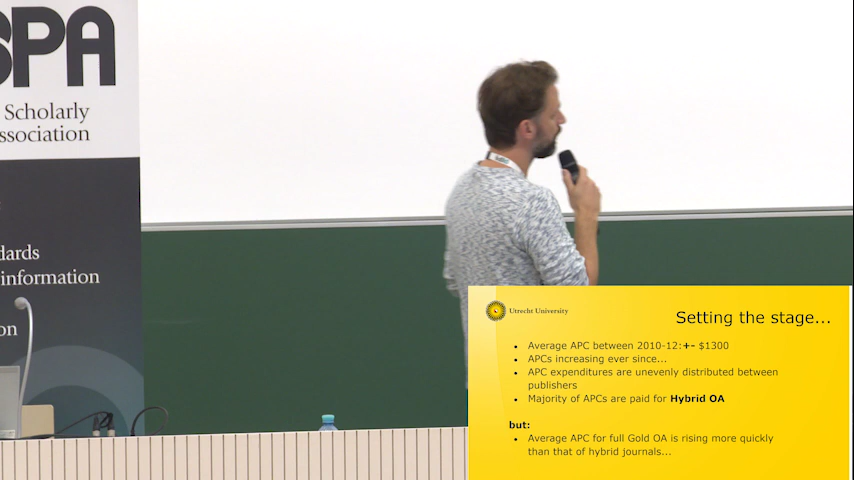 SPA
Scholarly
ssociation
dards
information
on
Utrecht University
Setting the stage...
• Average APC between 2010-12:+- $1300
• APCs increasing ever since...
• APC expenditures are unevenly distributed between
publishers
• Majority of APCs are paid for Hybrid OA
but:
• Average APC for full Gold OA is rising more quickly
than that of hybrid journals...